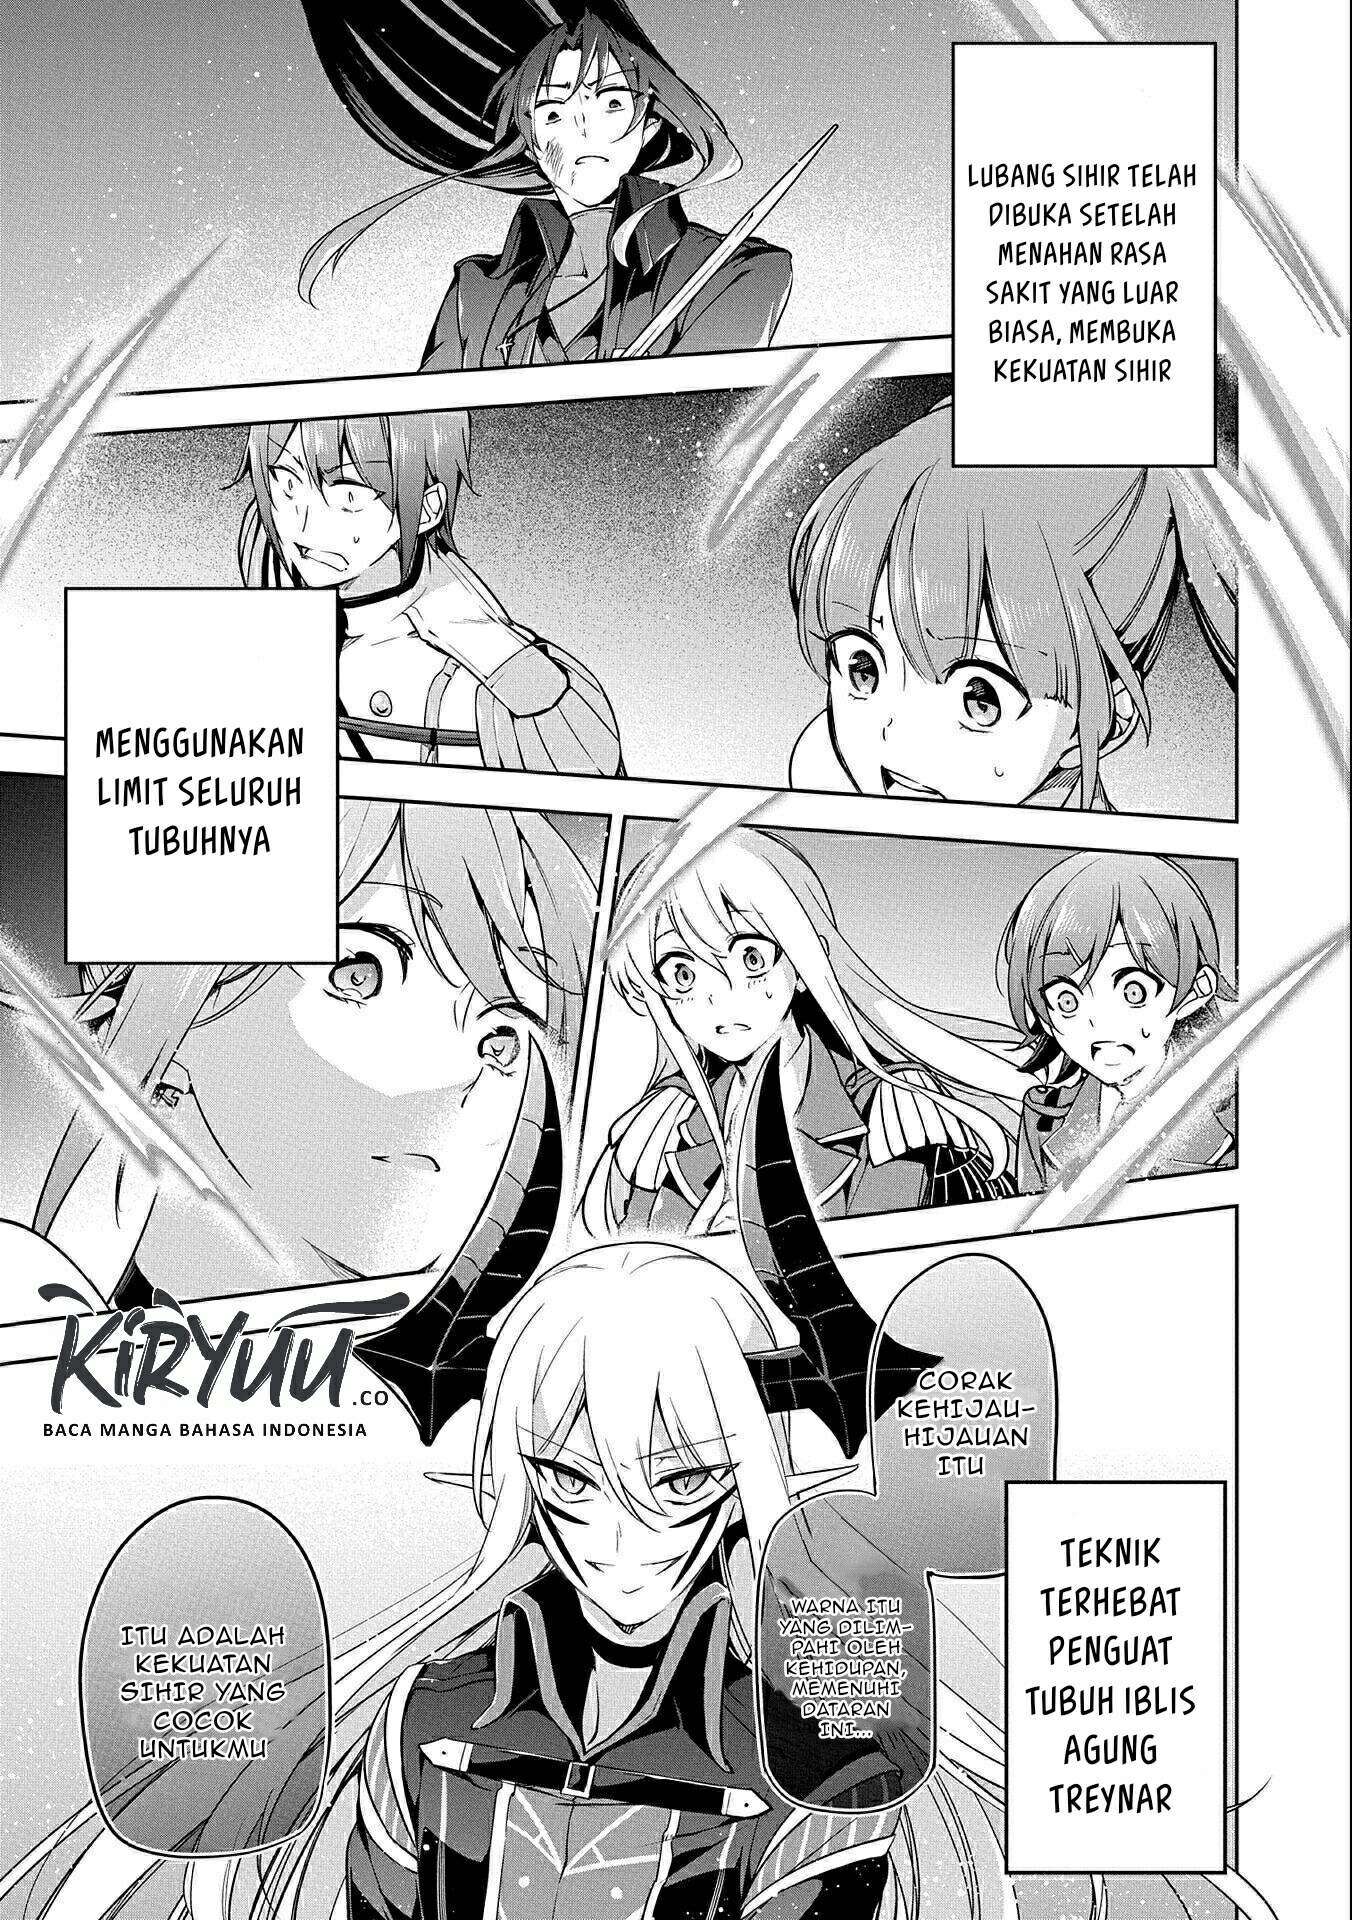 LUBANG SIHIR TELAH
DIBUKA SETELAH
MENAHAN RASA
SAKIT YANG LUAR
BIASA, MEMBUKA
KEKUATAN SIHIR
MENGGUNAKAN
LIMIT SELURUH
TUBUHNYA
KIRYUU.CO
BACA MANGA BAHASA INDONESIA
CORAK
KEHIJAU-
HIJAUAN
ITU
WARNA ITU
YANG DILIM-
PAHI OLEH
KEHIDUPAN,
MEMENUHI
DATARAN
INI...
TEKNIK
TERHEBAT
PENGUAT
TUBUH IBLIS
AGUNG
TREYNAR
ITU ADALAH
KEKUATAN
SIHIR YANG
COCOK
UNTUKMU